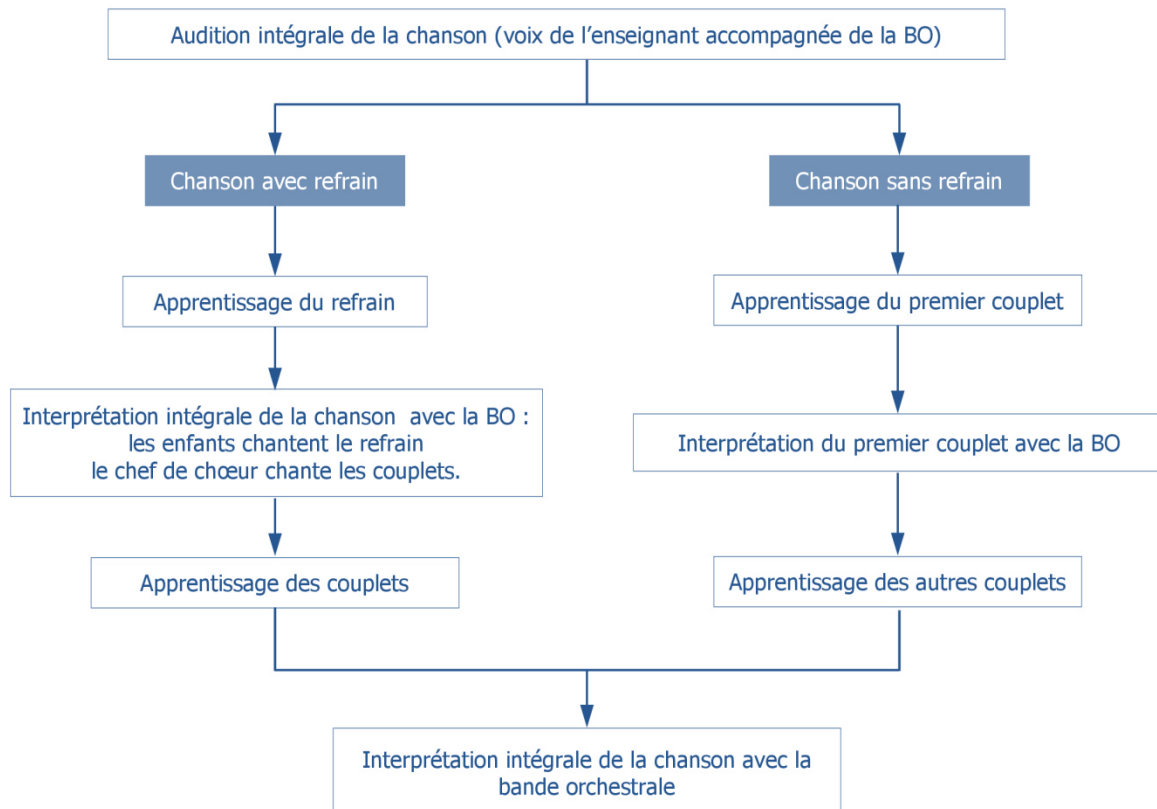 Audition intégrale de la chanson (voix de l’enseignant accompagnée de la BO)
Chanson avec refrain
Chanson sans refrain
Apprentissage du refrain
Apprentissage du premier couplet
Interprétation intégrale de la chanson avec la BO :
les enfants chantent le refrain
le chef de chœur chante les couplets.
Interprétation du premier couplet avec la BO
Apprentissage des couplets
Apprentissage des autres couplets
Interprétation intégrale de la chanson avec la
bande orchestrale